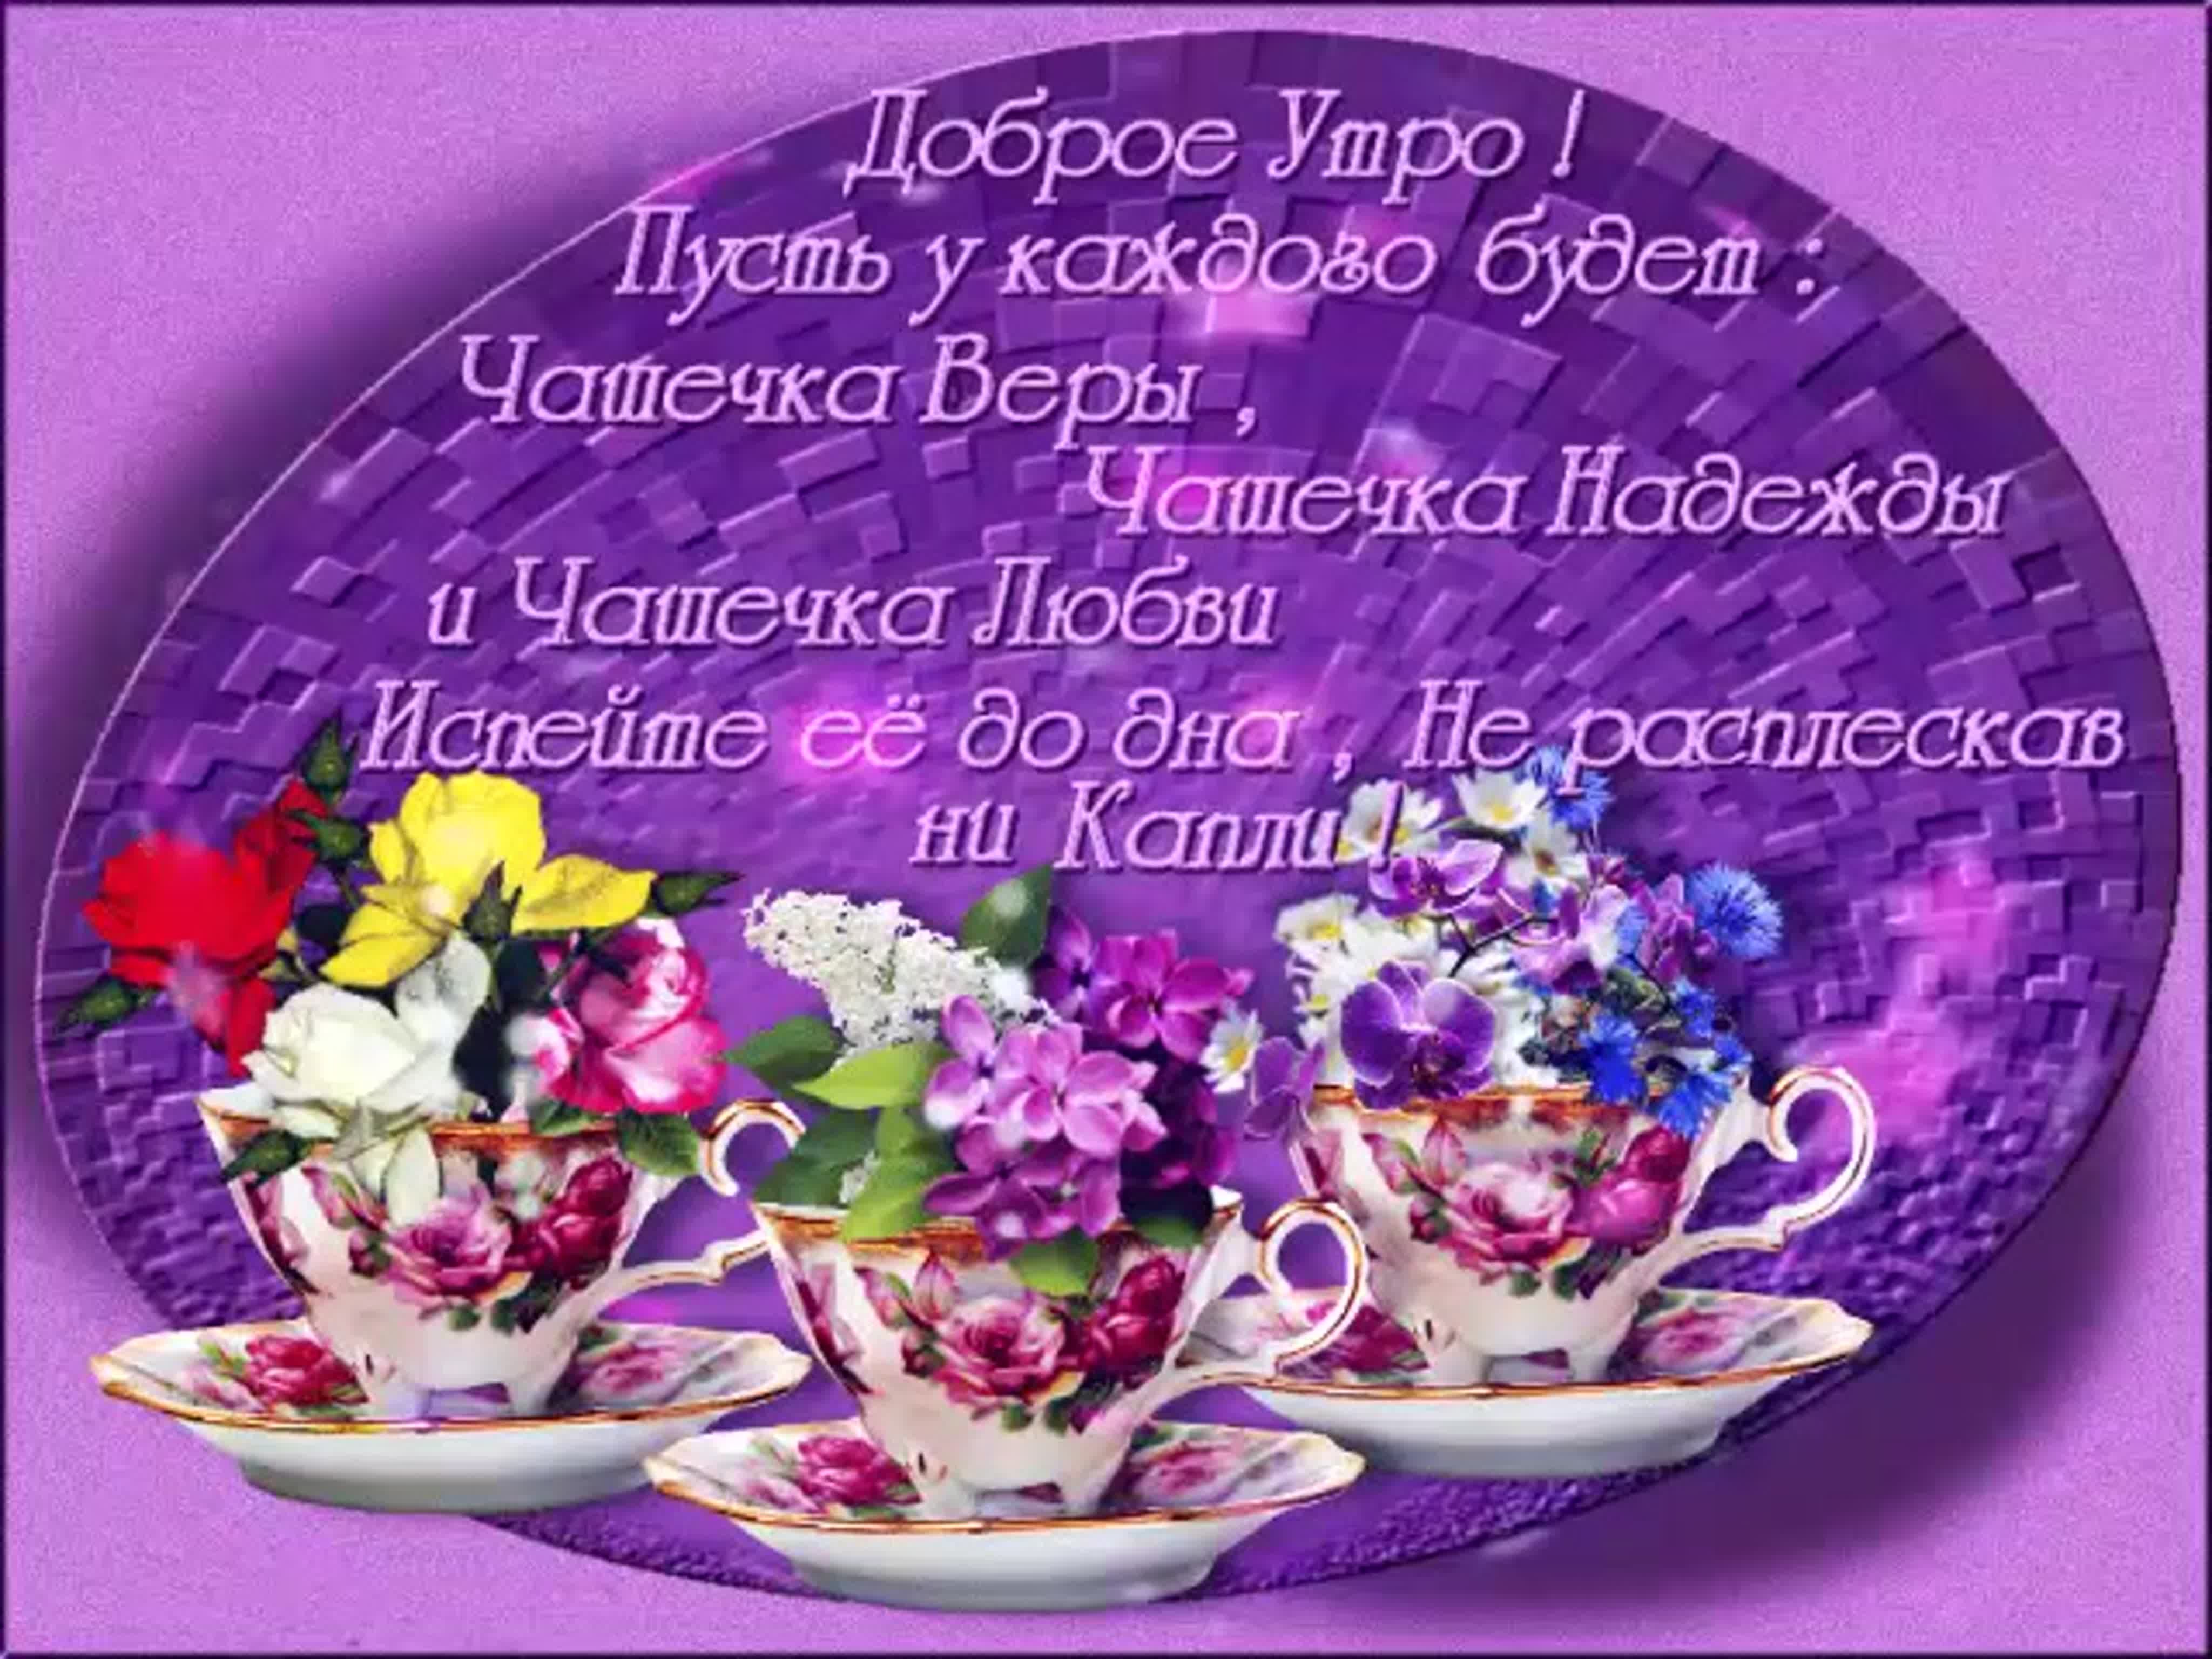 Доброе Утро !
Пусть у каждого будет :
Чашечка Веры ,
Чашечка Надежды
и Чашечка Любви
Испейте её до дна , Не расплескав
ни Капли !